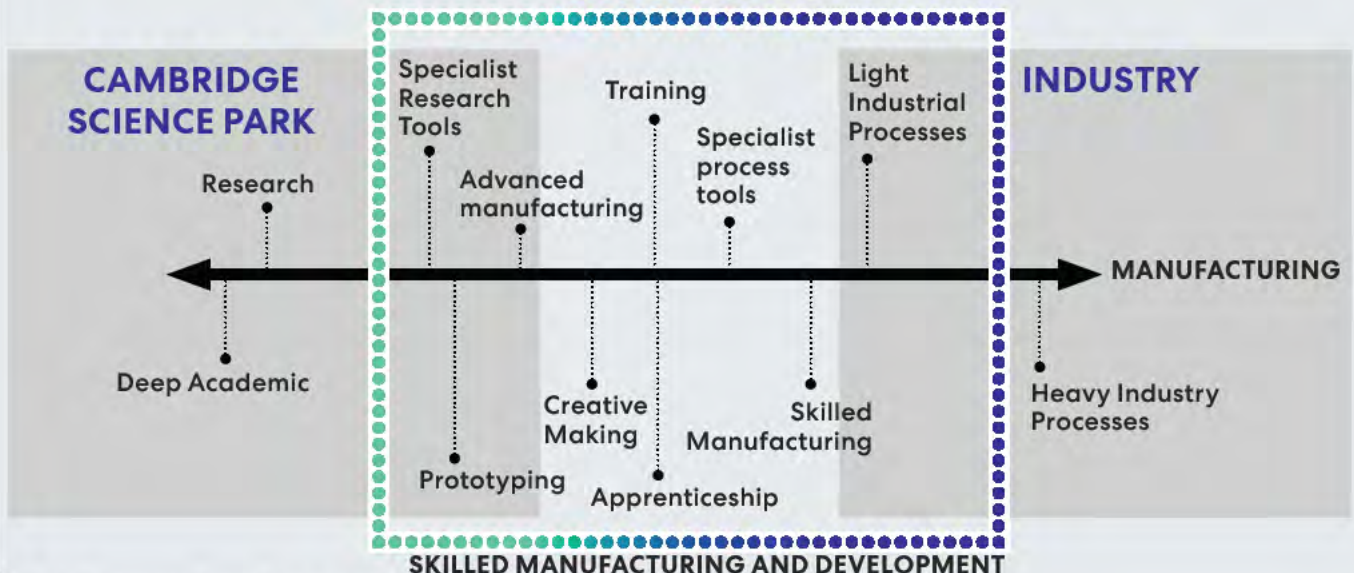 CAMBRIDGE
SCIENCE PARK
Research
Deep Academic
Specialist
Research
Tools
Advanced
manufacturing
Prototyping
Training
Creative
Making
Apprenticeship
Specialist
process
tools
Skilled
Manufacturing
Light
Industrial
Processes
INDUSTRY
MANUFACTURING
Heavy Industry
Processes
SKILLED MANUFACTURING AND DEVELOPMENT